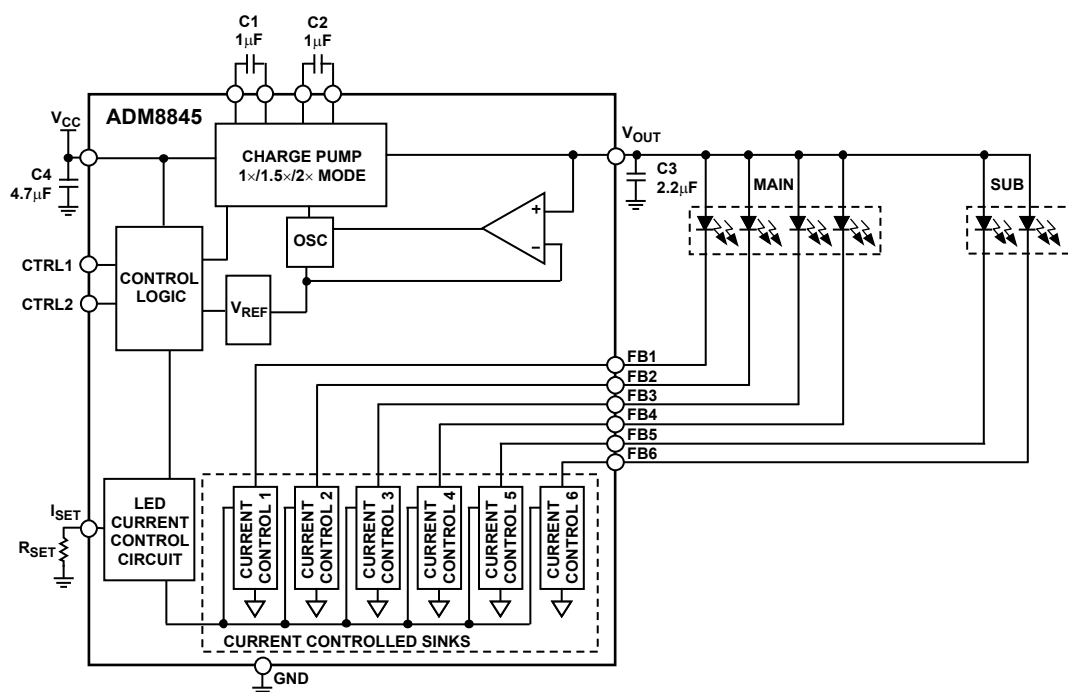 C1
1µF
C2
1µF
ADM8845
VCC
C4
4.7µF
CHARGE PUMP
1×/1.5×/2× MODE
VOUT
C3
2.2µF
MAIN
SUB
OSC
+
−
CTRL1
CTRL2
CONTROL
LOGIC
VREF
FB1
FB2
FB3
FB4
FB5
FB6
ISET
RSET
LED
CURRENT
CONTROL
CIRCUIT
CURRENT
CONTROL 1
CURRENT
CONTROL 2
CURRENT
CONTROL 3
CURRENT
CONTROL 4
CURRENT
CONTROL 5
CURRENT
CONTROL 6
CURRENT CONTROLLED SINKS
GND